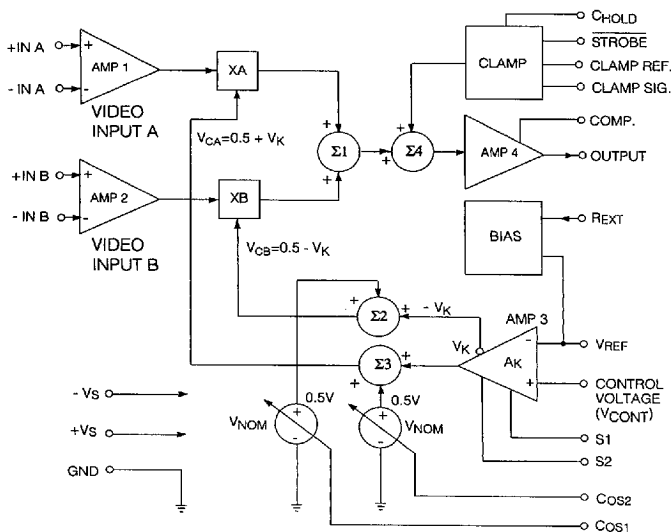 CHOLD
STROBE
CLAMP REF.
CLAMP SIG.
CLAMP
+IN A
- IN A
+
-
AMP 1
VIDEO
INPUT A
XA
VCA=0.5 + VK
+
+
Σ1
+
+
Σ4
COMP.
AMP 4
OUTPUT
+IN B
- IN B
+
-
AMP 2
VIDEO
INPUT B
XB
VCB=0.5 - VK
BIAS
REXT
+
+
Σ2
- VK
AMP 3
VK
-
+
AK
VREF
CONTROL
VOLTAGE
(VCONT)
+
+
Σ3
- VS
+VS
GND
0.5V
VNOM
+
-
0.5V
VNOM
+
-
S1
S2
COS2
COS1